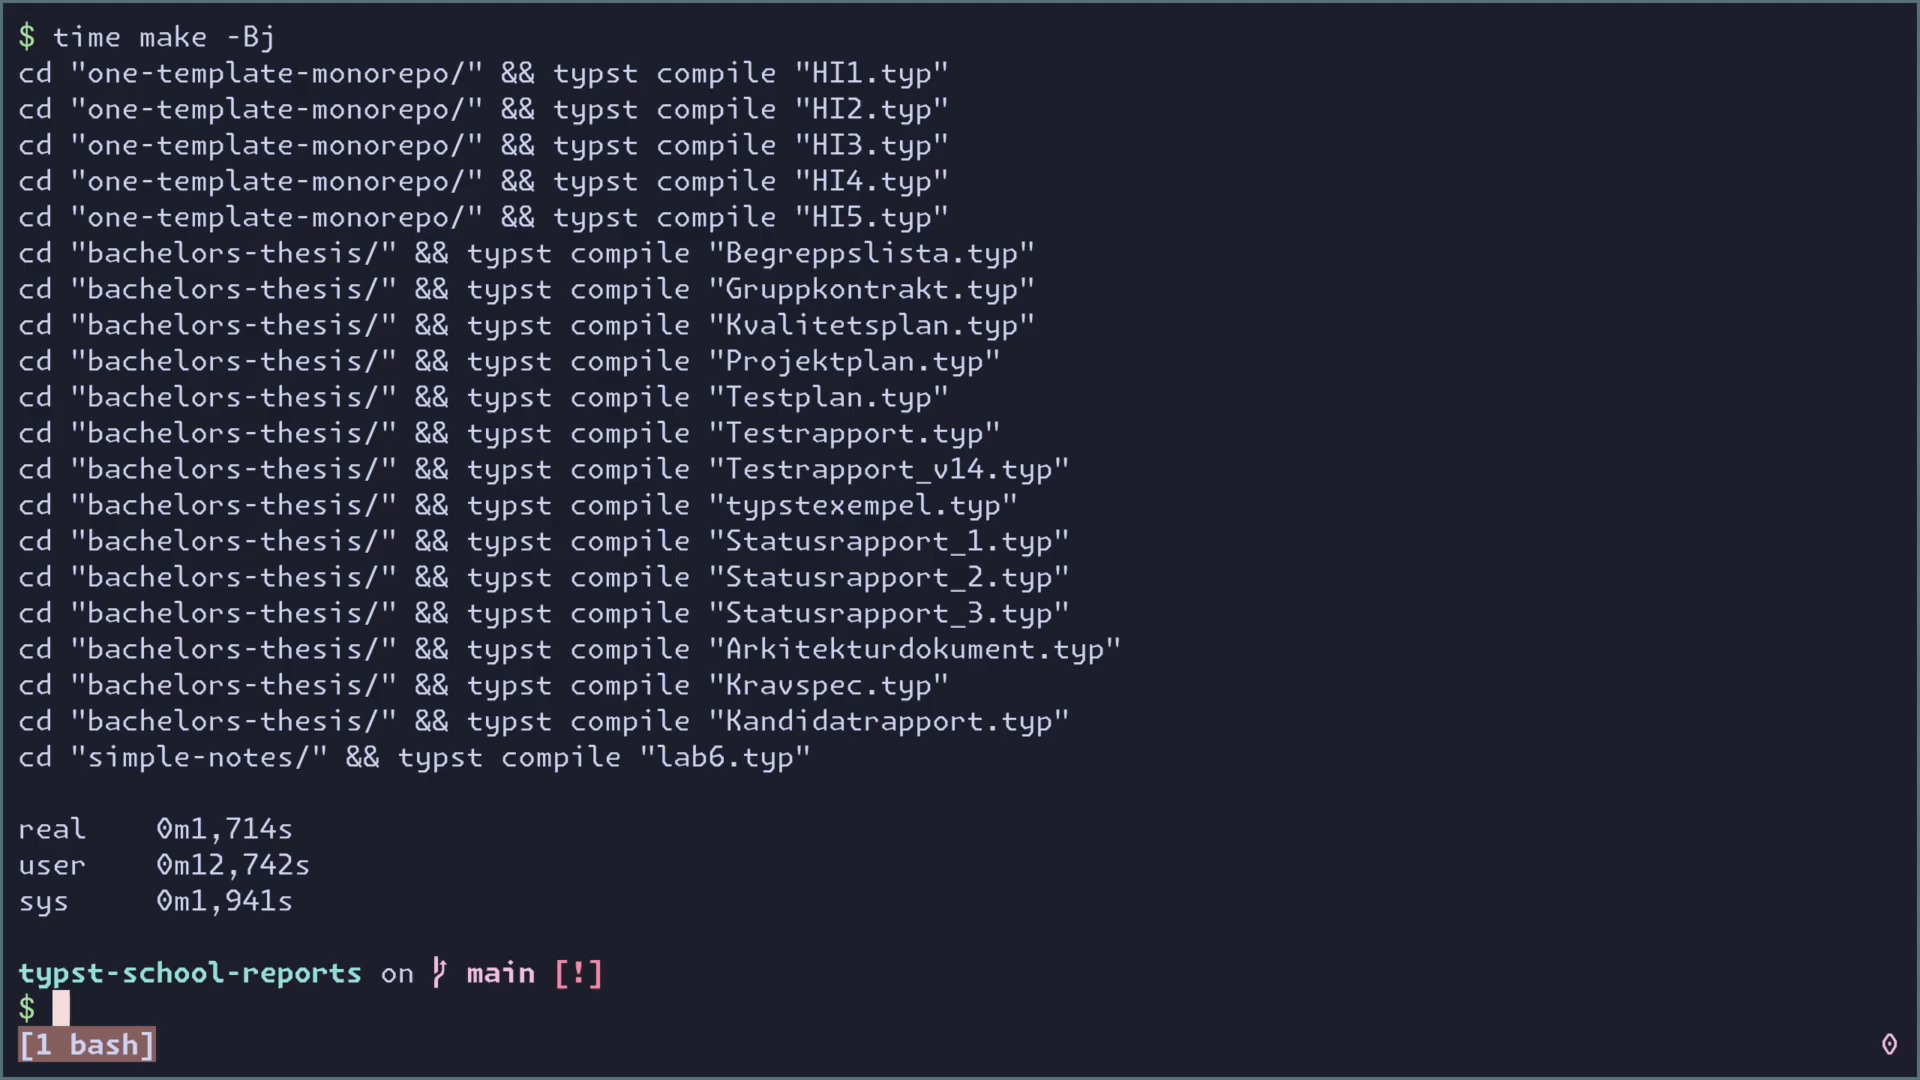 $ time make -Bj
cd "one-template-monorepo/" && typst compile "HI1.typ"
cd "one-template-monorepo/" && typst compile "HI2.typ"
cd "one-template-monorepo/" && typst compile "HI3.typ"
cd "one-template-monorepo/" && typst compile "HI4.typ"
cd "one-template-monorepo/" && typst compile "HI5.typ"
cd "bachelors-thesis/" && typst compile "Begreppslista.typ"
cd "bachelors-thesis/" && typst compile "Gruppkontrakt.typ"
cd "bachelors-thesis/" && typst compile "Kvalitetsplan.typ"
cd "bachelors-thesis/" && typst compile "Projektplan.typ"
cd "bachelors-thesis/" && typst compile "Testplan.typ"
cd "bachelors-thesis/" && typst compile "Testrapport.typ"
cd "bachelors-thesis/" && typst compile "Testrapport_v14.typ"
cd "bachelors-thesis/" && typst compile "typstexempel.typ"
cd "bachelors-thesis/" && typst compile "Statusrapport_1.typ"
cd "bachelors-thesis/" && typst compile "Statusrapport_2.typ"
cd "bachelors-thesis/" && typst compile "Statusrapport_3.typ"
cd "bachelors-thesis/" && typst compile "Arkitekturdokument.typ"
cd "bachelors-thesis/" && typst compile "Kravspec.typ"
cd "bachelors-thesis/" && typst compile "Kandidatrapport.typ"
cd "simple-notes/" && typst compile "lab6.typ"
real 0m1,714s
user 0m12,742s
sys 0m1,941s
typst-school-reports on main [!]
$
[1 bash] 0